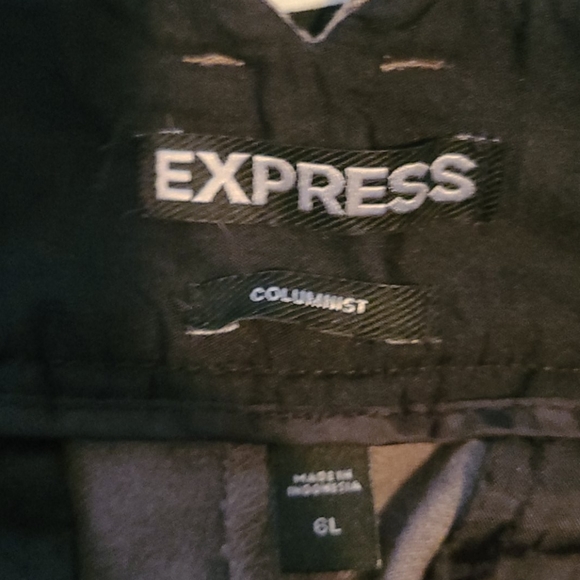 EXPRESS
COLUMNIST
MADE IN
INDONESIA
6L